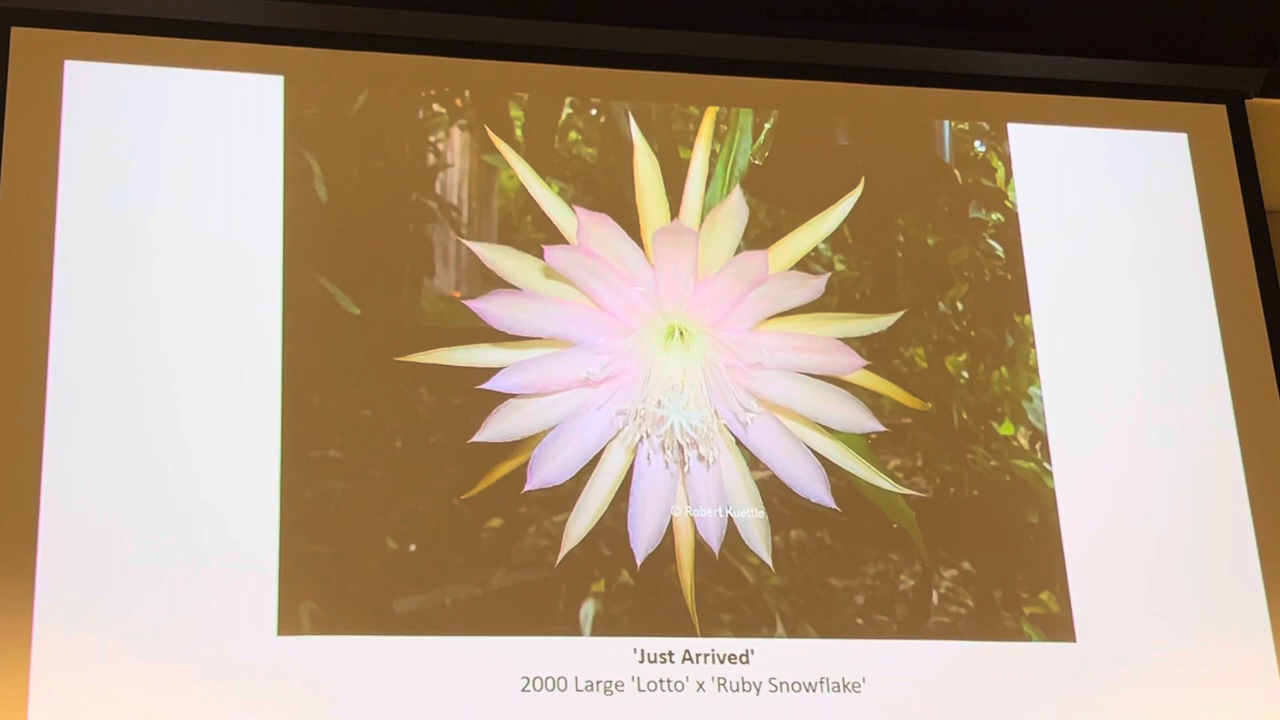 © Robert Kuettle
'Just Arrived'
2000 Large 'Lotto' x 'Ruby Snowflake'